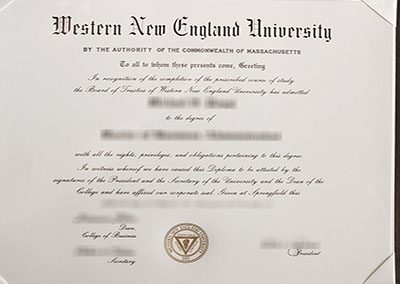 Western New England University
BY THE AUTHORITY OF THE COMMONWEALTH OF MASSACHUSETTS
To all to whom these presents come, Greeting
In recognition of the completion of the prescribed course of study
the Board of Trustees of Western New England University has admitted
to the degree of
with all the rights, privileges, and obligations pertaining to this degree.
In witness whereof we have caused this Diploma to be attested by the
signatures of the President and the Secretary of the University and the Dean of the
College and have affixed our corporate seal. Given at Springfield this
Dean,
College of Business
Secretary
President
WESTERN NEW ENGLAND UNIVERSITY